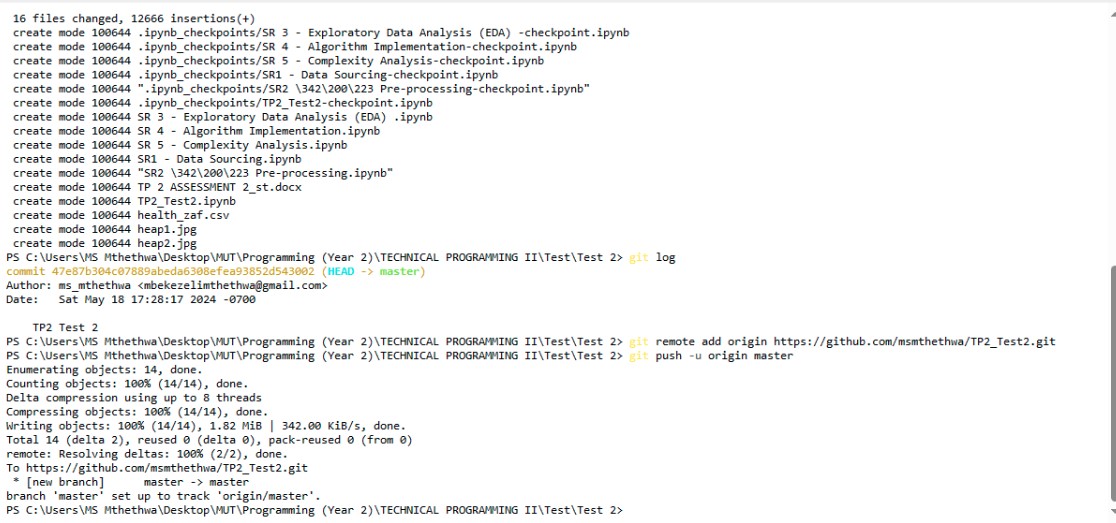 16 files changed, 12666 insertions(+)
create mode 100644 .ipynb_checkpoints/SR 3 - Exploratory Data Analysis (EDA) -checkpoint.ipynb
create mode 100644 .ipynb_checkpoints/SR 4 - Algorithm Implementation-checkpoint.ipynb
create mode 100644 .ipynb_checkpoints/SR 5 - Complexity Analysis-checkpoint.ipynb
create mode 100644 .ipynb_checkpoints/SR1 - Data Sourcing-checkpoint.ipynb
create mode 100644 ".ipynb_checkpoints/SR2 \342\200\223 Pre-processing-checkpoint.ipynb"
create mode 100644 .ipynb_checkpoints/TP2_Test2-checkpoint.ipynb
create mode 100644 SR 3 - Exploratory Data Analysis (EDA) .ipynb
create mode 100644 SR 4 - Algorithm Implementation.ipynb
create mode 100644 SR 5 - Complexity Analysis.ipynb
create mode 100644 SR1 - Data Sourcing.ipynb
create mode 100644 "SR2 \342\200\223 Pre-processing.ipynb"
create mode 100644 TP 2 ASSESSMENT 2_st.docx
create mode 100644 TP2_Test2.ipynb
create mode 100644 health_zaf.csv
create mode 100644 heap1.jpg
create mode 100644 heap2.jpg
PS C:\Users\MS Mthethwa\Desktop\MUT\Programming (Year 2)\TECHNICAL PROGRAMMING II\Test\Test 2> git log
commit 47e87b304c07889abeda6308efea93852d543002 (HEAD -> master)
Author: ms_mthethwa <mbekezelimthethwa@gmail.com>
Date:   Sat May 18 17:28:17 2024 -0700
TP2 Test 2
PS C:\Users\MS Mthethwa\Desktop\MUT\Programming (Year 2)\TECHNICAL PROGRAMMING II\Test\Test 2> git remote add origin https://github.com/msmthethwa/TP2_Test2.git
PS C:\Users\MS Mthethwa\Desktop\MUT\Programming (Year 2)\TECHNICAL PROGRAMMING II\Test\Test 2> git push -u origin master
Enumerating objects: 14, done.
Counting objects: 100% (14/14), done.
Delta compression using up to 8 threads
Compressing objects: 100% (14/14), done.
Writing objects: 100% (14/14), 1.82 MiB | 342.00 KiB/s, done.
Total 14 (delta 2), reused 0 (delta 0), pack-reused 0 (from 0)
remote: Resolving deltas: 100% (2/2), done.
To https://github.com/msmthethwa/TP2_Test2.git
* [new branch]      master -> master
branch 'master' set up to track 'origin/master'.
PS C:\Users\MS Mthethwa\Desktop\MUT\Programming (Year 2)\TECHNICAL PROGRAMMING II\Test\Test 2>